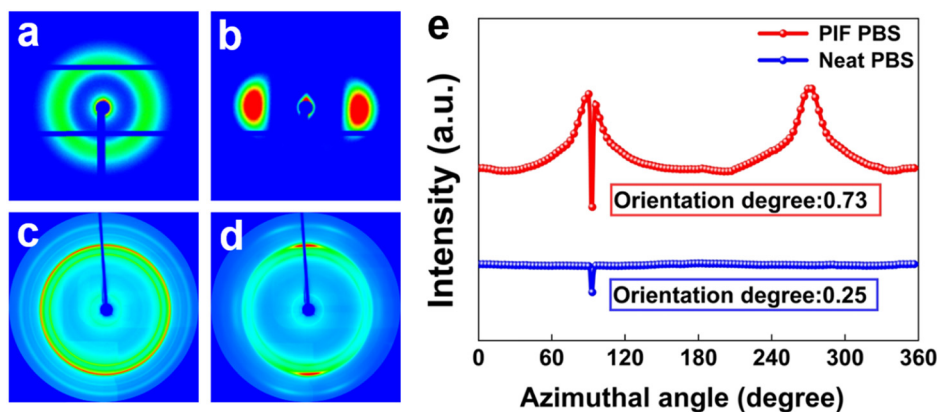 a
b
c
d
e
PIF PBS
Neat PBS
Intensity (a.u.)
Orientation degree:0.73
Orientation degree:0.25
0 60 120 180 240 300 360
Azimuthal angle (degree)